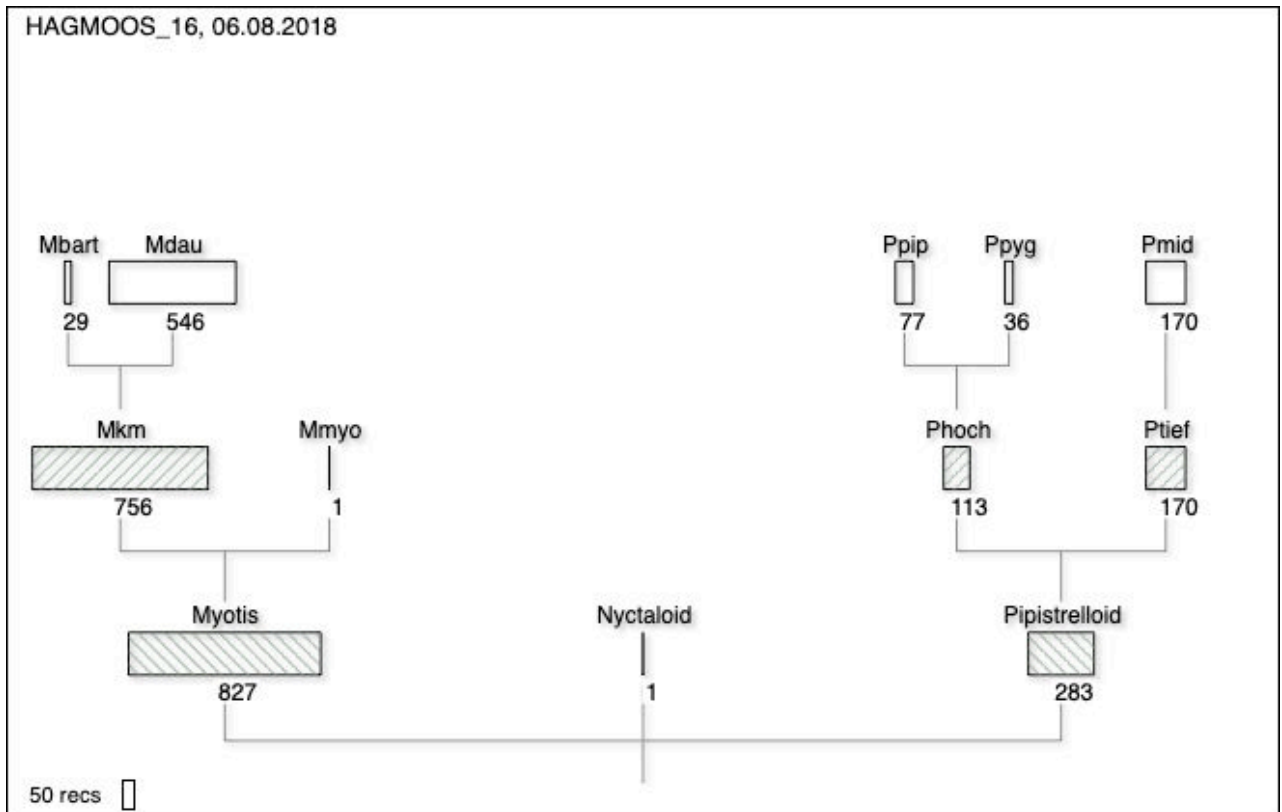 HAGMOOS_16, 06.08.2018
Mbart Mdau Ppip Ppyg Pmid
29 546 77 36 170
Mkm Mmyo Phoch Ptief
756 1 113 170
Myotis Nyctaloid Pipistrelloid
827 1 283
50 recs